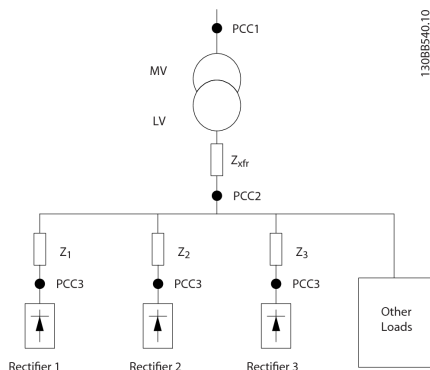 PCC1
130BB540.10
MV
LV
Zxfr
PCC2
Z1
Z2
Z3
PCC3
PCC3
PCC3
Other
Loads
Rectifier 1
Rectifier 2
Rectifier 3